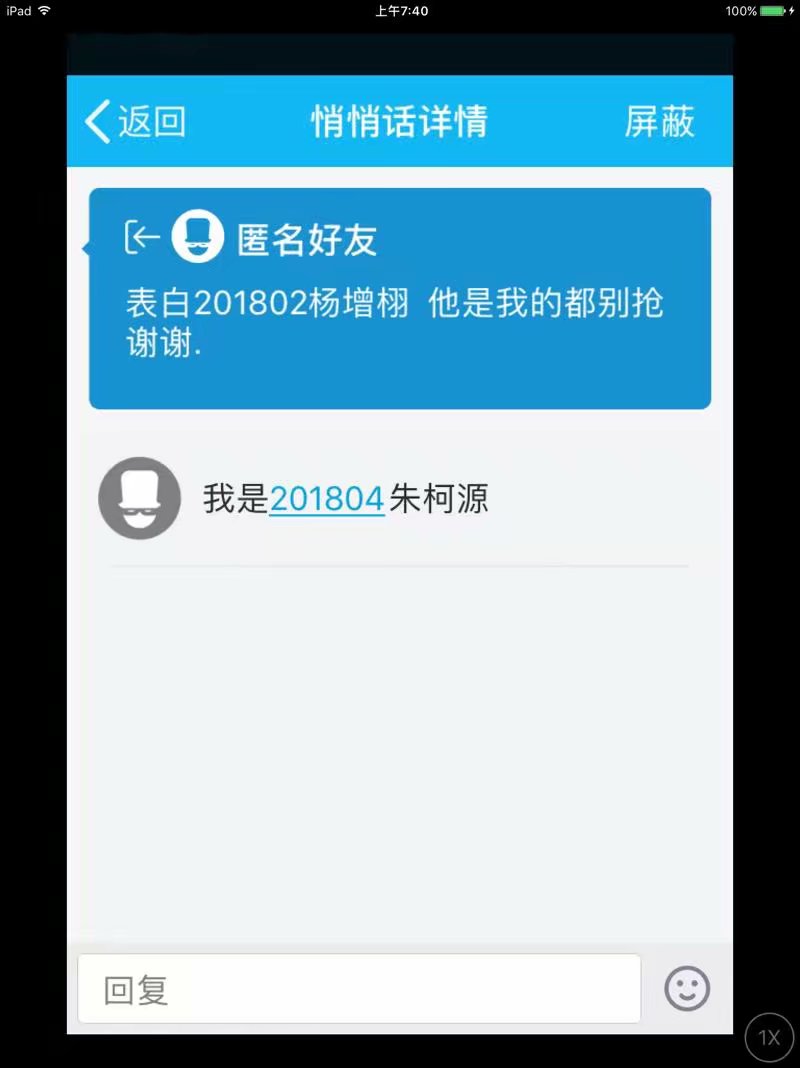 iPad 上午7:40 100%
返回 悄悄话详情 屏蔽
匿名好友
表白201802杨增栩 他是我的都别抢
谢谢.
我是201804朱柯源
回复
1X